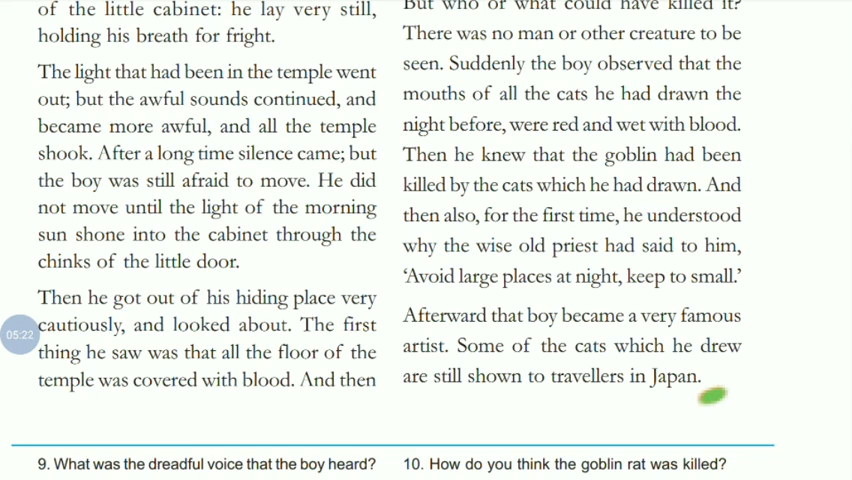 of the little cabinet: he lay very still,
holding his breath for fright.
The light that had been in the temple went
out; but the awful sounds continued, and
became more awful, and all the temple
shook. After a long time silence came; but
the boy was still afraid to move. He did
not move until the light of the morning
sun shone into the cabinet through the
chinks of the little door.
Then he got out of his hiding place very
cautiously, and looked about. The first
thing he saw was that all the floor of the
temple was covered with blood. And then
05:22
But who or what could have killed it?
There was no man or other creature to be
seen. Suddenly the boy observed that the
mouths of all the cats he had drawn the
night before, were red and wet with blood.
Then he knew that the goblin had been
killed by the cats which he had drawn. And
then also, for the first time, he understood
why the wise old priest had said to him,
‘Avoid large places at night, keep to small.’
Afterward that boy became a very famous
artist. Some of the cats which he drew
are still shown to travellers in Japan.
9. What was the dreadful voice that the boy heard?
10. How do you think the goblin rat was killed?